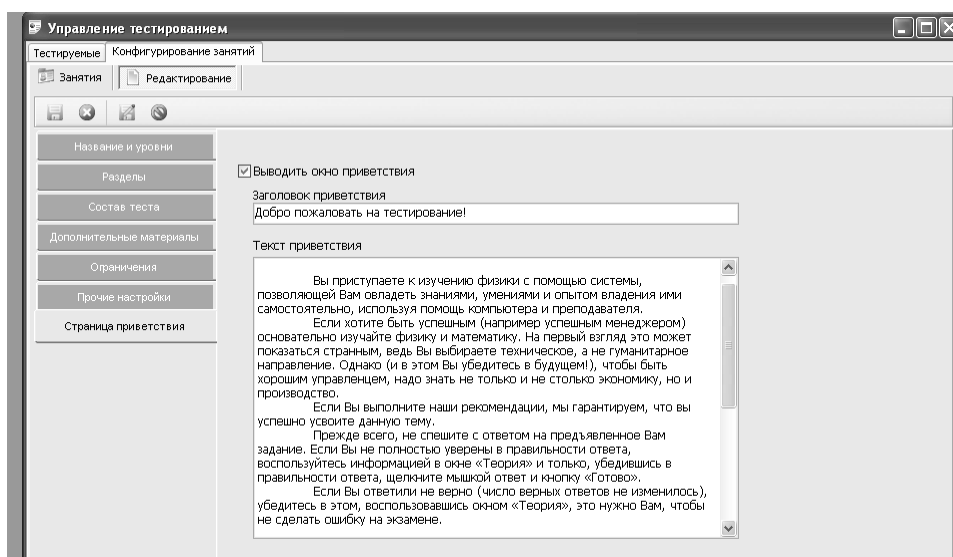 Управление тестированием
Тестируемые
Конфигурирование занятий
Занятия
Редактирование
Название и уровни
Разделы
Состав теста
Дополнительные материалы
Ограничения
Прочие настройки
Страница приветствия
Выводить окно приветствия
Заголовок приветствия
Добро пожаловать на тестирование!
Текст приветствия
Вы приступаете к изучению физики с помощью системы,
позволяющей Вам овладеть знаниями, умениями и опытом владения ими
самостоятельно, используя помощь компьютера и преподавателя.
Если хотите быть успешным (например успешным менеджером)
основательно изучайте физику и математику. На первый взгляд это может
показаться странным, ведь Вы выбираете техническое, а не гуманитарное
направление. Однако (и в этом Вы убедитесь в будущем!), чтобы быть
хорошим управленцем, надо знать не только и не столько экономику, но и
производство.
Если Вы выполните наши рекомендации, мы гарантируем, что вы
успешно усвоите данную тему.
Прежде всего, не спешите с ответом на предъявленное Вам
задание. Если Вы не полностью уверены в правильности ответа,
воспользуйтесь информацией в окне «Теория» и только, убедившись в
правильности ответа, щелкните мышкой ответ и кнопку «Готово».
Если Вы ответили не верно (число верных ответов не изменилось),
убедитесь в этом, воспользовавшись окном «Теория», это нужно Вам, чтобы
не сделать ошибку на экзамене.